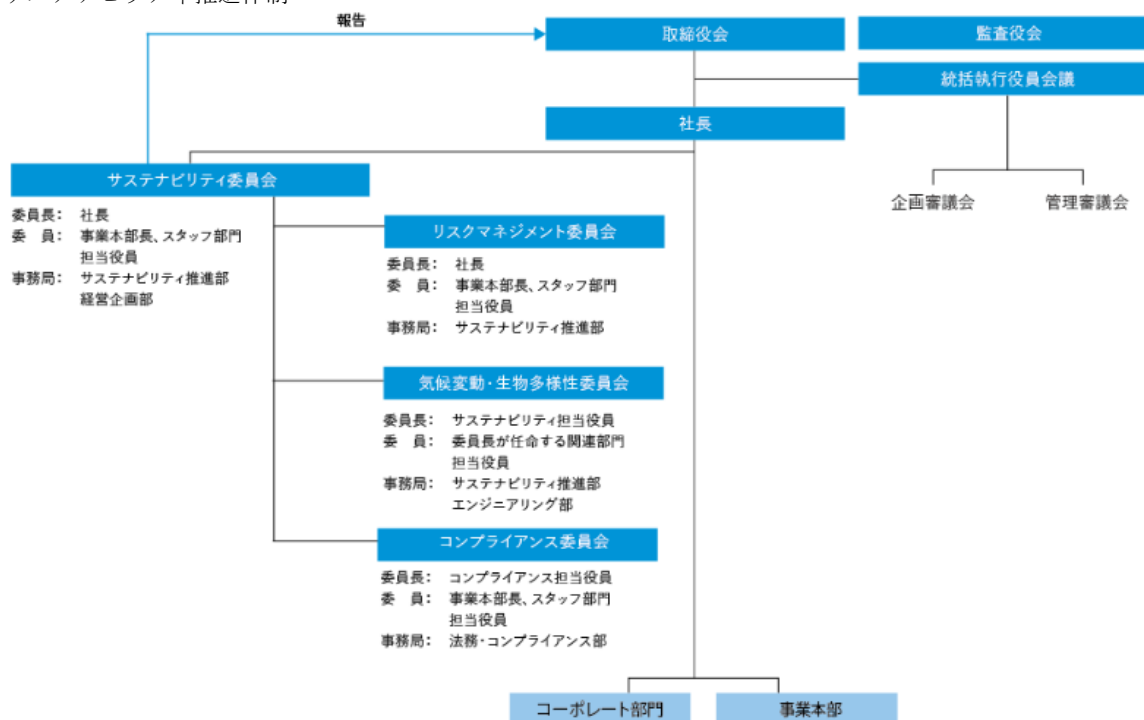 サステナビリティ推進体制
報告
取締役会
監査役会
統括執行役員会議
社長
企画審議会
管理審議会
サステナビリティ委員会
委員長： 社長
委　員： 事業本部長、スタッフ部門
担当役員
事務局： サステナビリティ推進部
経営企画部
リスクマネジメント委員会
委員長： 社長
委　員： 事業本部長、スタッフ部門
担当役員
事務局： サステナビリティ推進部
気候変動・生物多様性委員会
委員長： サステナビリティ担当役員
委　員： 委員長が任命する関連部門
担当役員
事務局： サステナビリティ推進部
エンジニアリング部
コンプライアンス委員会
委員長： コンプライアンス担当役員
委　員： 事業本部長、スタッフ部門
担当役員
事務局： 法務・コンプライアンス部
コーポレート部門
事業本部